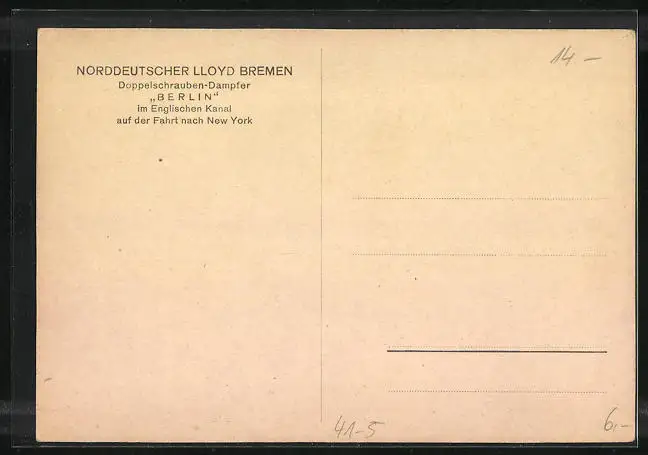 NORDDEUTSCHER LLOYD BREMEN
Doppelschrauben-Dampfer
„BERLIN“
im Englischen Kanal
auf der Fahrt nach New York
14 –
41-5
6,–